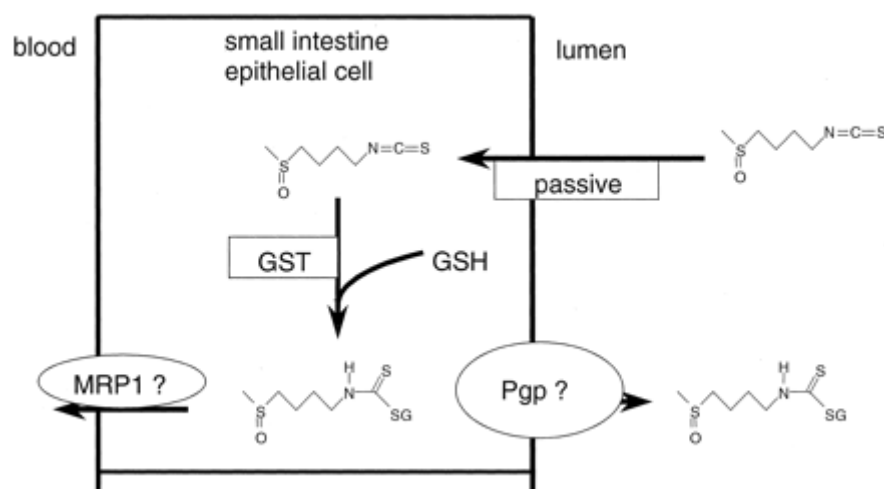 blood
small intestine
epithelial cell
lumen
N=C=S
S
O
N=C=S
S
O
passive
GST
GSH
MRP1 ?
H
N
S
S
O
SG
Pgp ?
H
N
S
S
O
SG